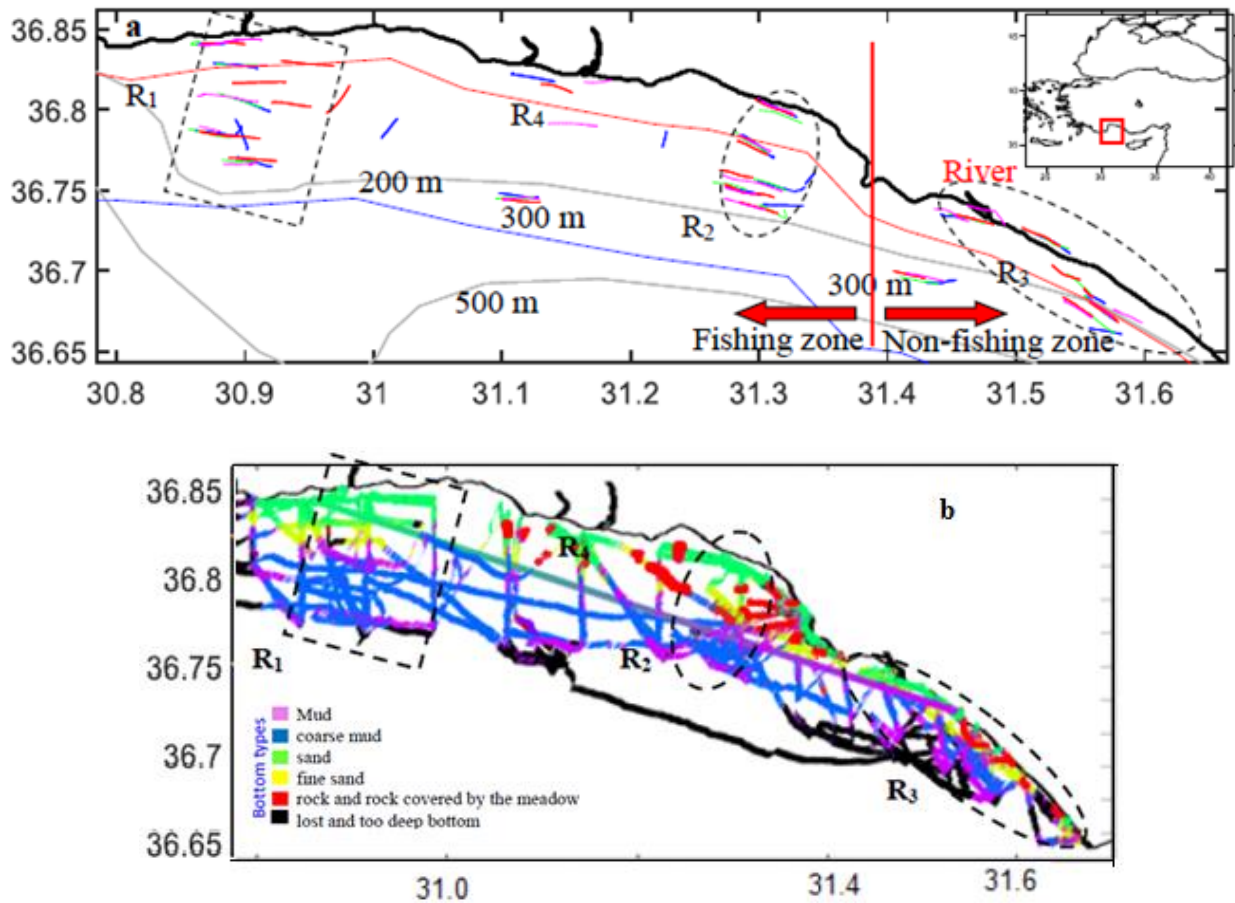 a
36.85
36.8
36.75
36.7
36.65
R1
R4
R2
R3
200 m
300 m
500 m
300 m
River
Fishing zone
Non-fishing zone
30.8 30.9 31 31.1 31.2 31.3 31.4 31.5 31.6
25 30 35 40
b
36.85
36.8
36.75
36.7
36.65
R4
R1
R2
R3
Bottom types
Mud
coarse mud
sand
fine sand
rock and rock covered by the meadow
lost and too deep bottom
31.0 31.4 31.6